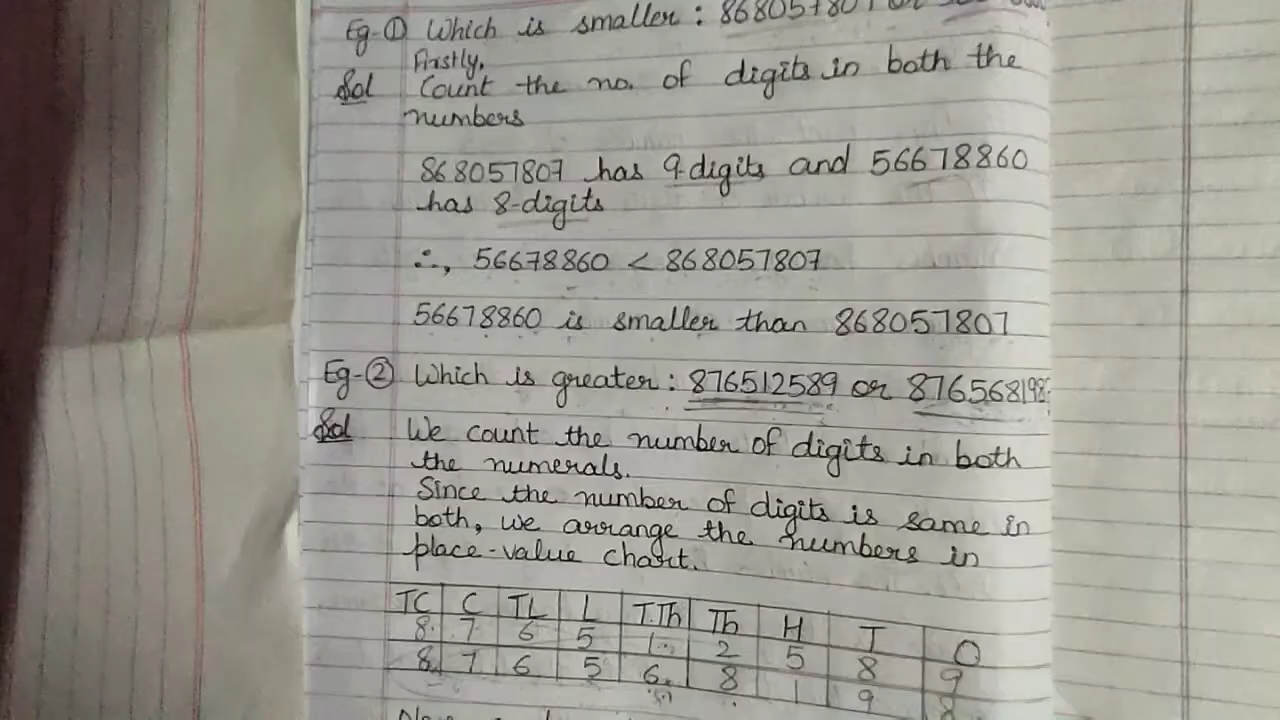 Eg-① Which is smaller : 868057807 or
Firstly,
Sol Count the no. of digits in both the
numbers
868057807 has 9-digits and 56678860
has 8-digits
∴, 56678860 < 868057807
56678860 is smaller than 868057807
Eg-② Which is greater : 876512589 or 876568198
Sol We count the number of digits in both
the numerals.
Since the number of digits is same in
both, we arrange the numbers in
place-value chart.
TC C TL L T.Th Th H T O
8 7 6 5 1 2 5 8 9
8 7 6 5 6 8 1 9 8